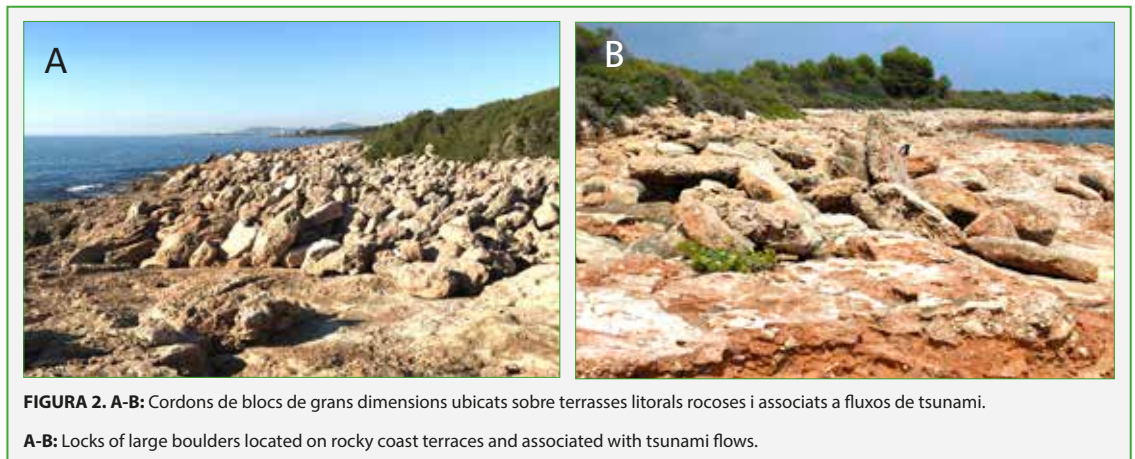 A
B
FIGURA 2. A-B: Cordons de blocs de grans dimensions ubicats sobre terrasses litorals rocoses i associats a fluxos de tsunami.
A-B: Locks of large boulders located on rocky coast terraces and associated with tsunami flows.